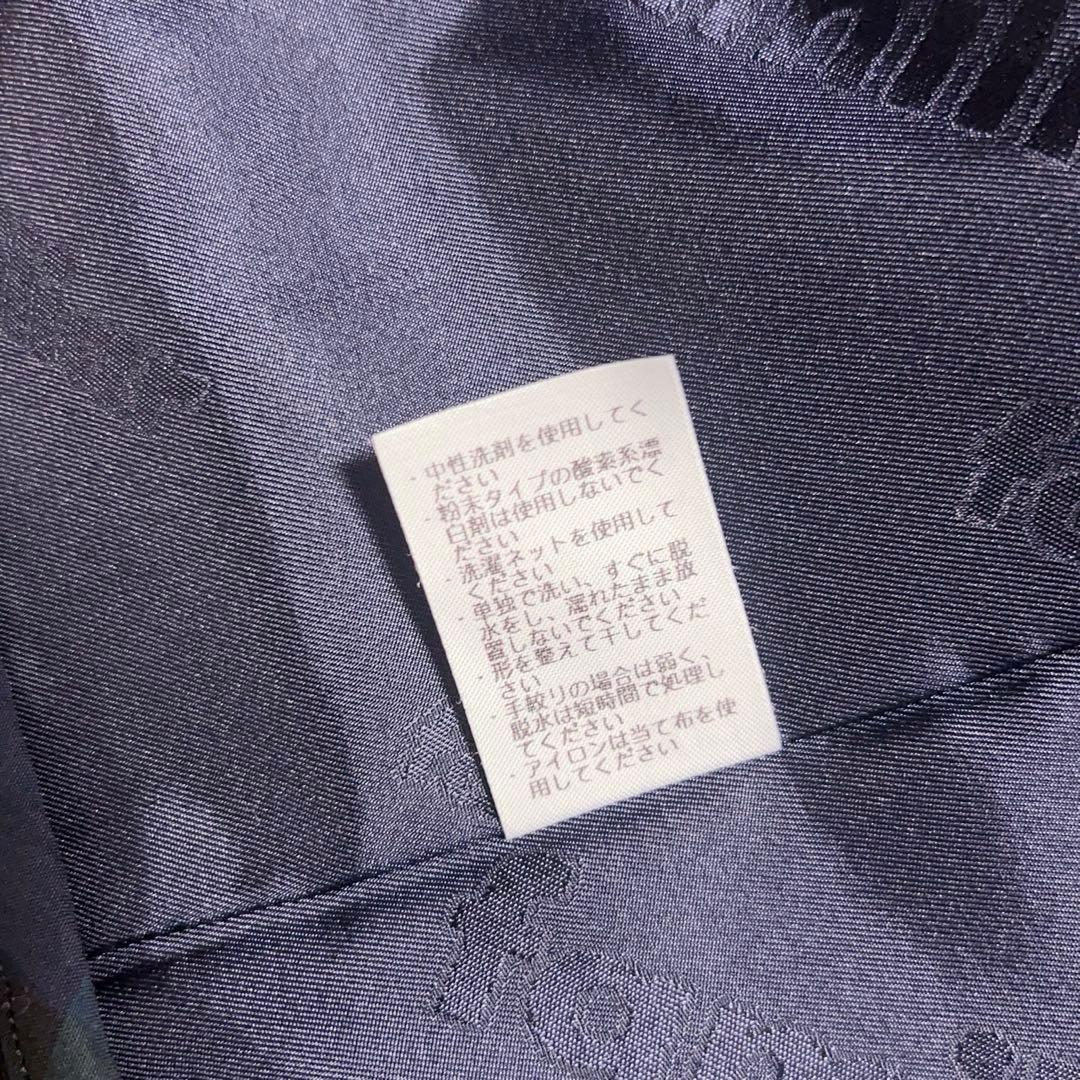 ・中性洗剤を使用してく
ださい
・粉末タイプの酸素系漂
白剤は使用しないでく
ださい
・洗濯ネットを使用して
ください
・単独で洗い、すぐに脱
水をし、濡れたまま放
置しないでください
・形を整えて干してくだ
さい
・手絞りの場合は弱く、
脱水は短時間で処理し
てください
・アイロンは当て布を使
用してください